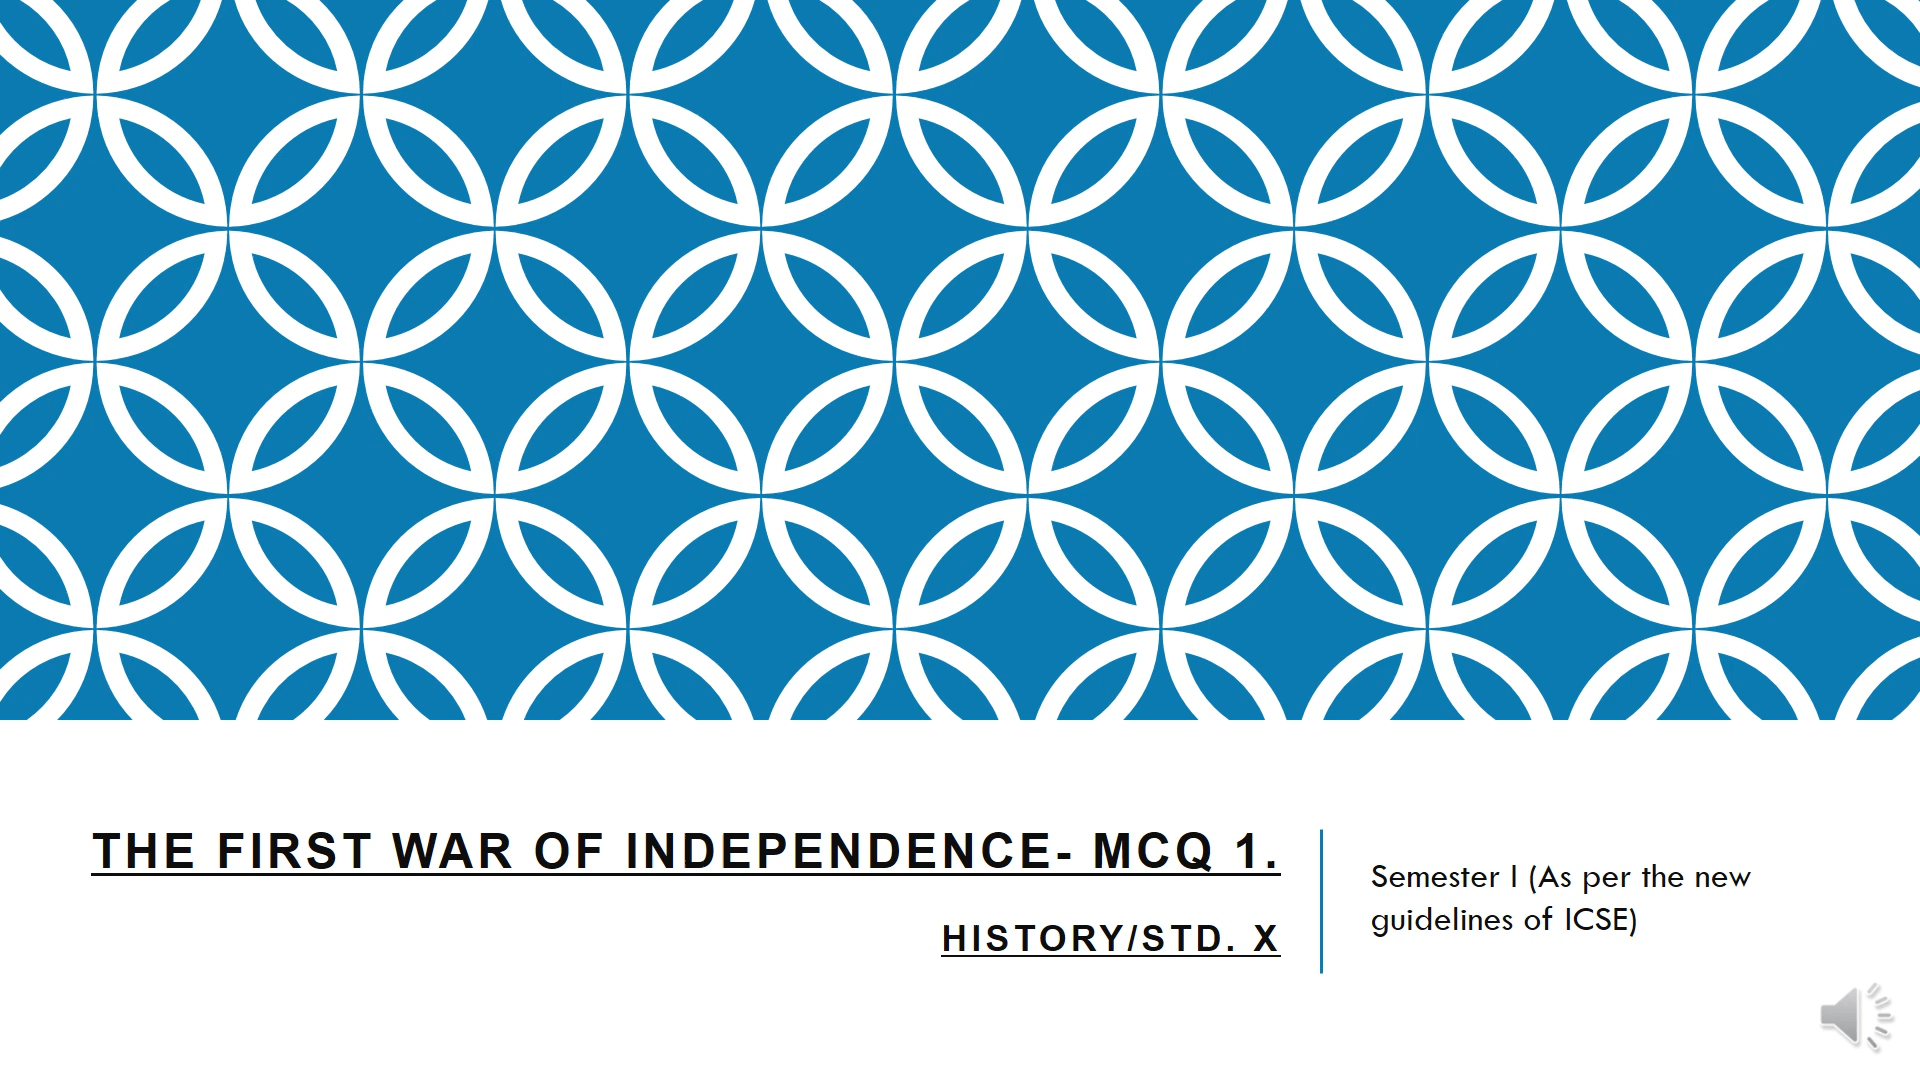 THE FIRST WAR OF INDEPENDENCE- MCQ 1.
HISTORY/STD. X
Semester I (As per the new
guidelines of ICSE)